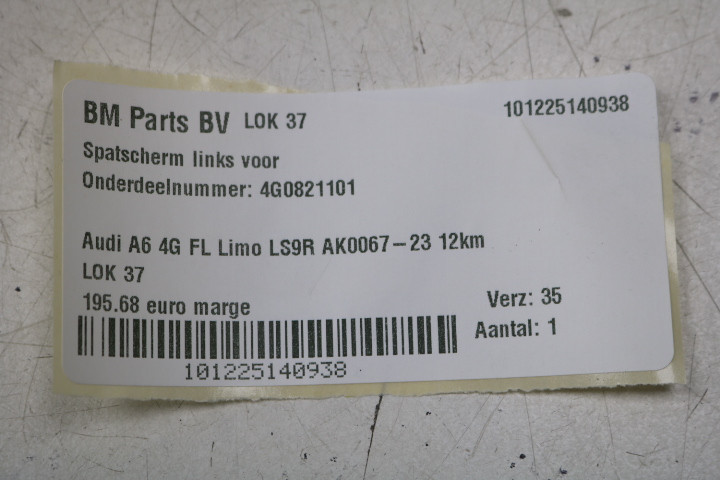 BM Parts BV LOK 37 101225140938
Spatscherm links voor
Onderdeelnummer: 4G0821101
Audi A6 4G FL Limo LS9R AK0067-23 12km
LOK 37
195.68 euro marge Verz: 35
Aantal: 1
101225140938